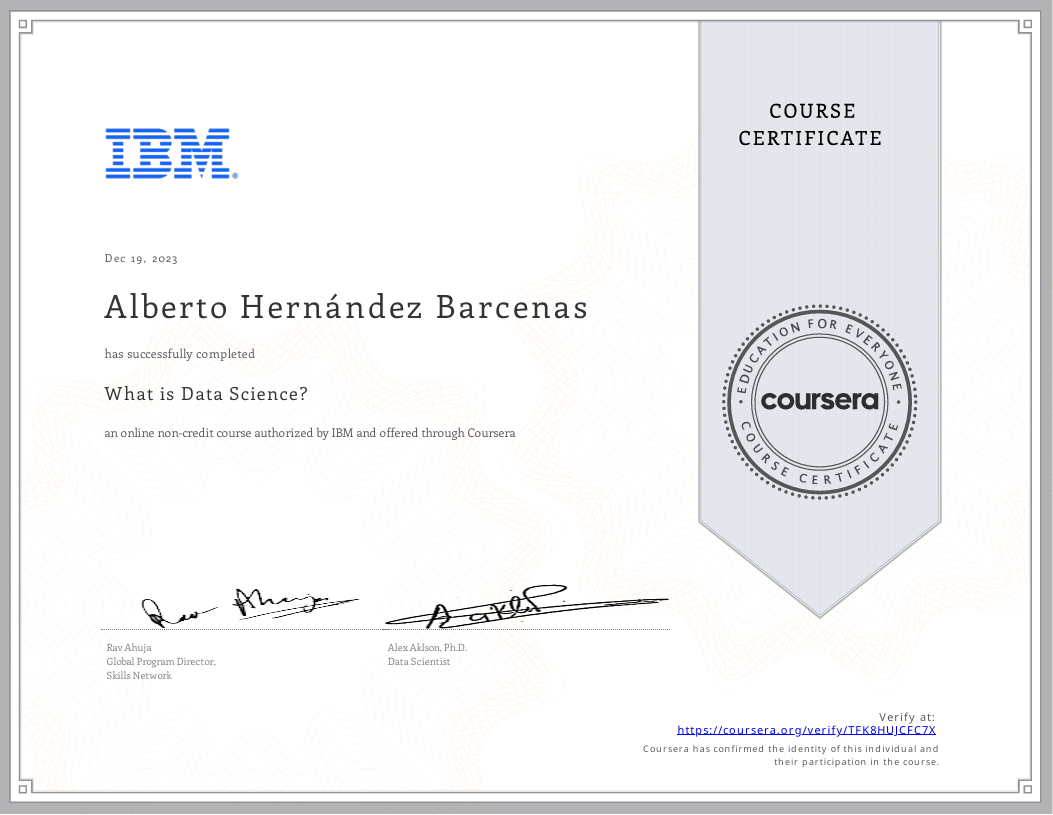 COURSE
CERTIFICATE
IBM®
Dec 19, 2023
Alberto Hernández Barcenas
has successfully completed
What is Data Science?
an online non-credit course authorized by IBM and offered through Coursera
EDUCATION FOR EVERYONE
coursera
COURSE CERTIFICATE
Rav Ahuja
Global Program Director,
Skills Network
Alex Aklson, Ph.D.
Data Scientist
Verify at:
https://coursera.org/verify/TFK8HUJCFC7X
Coursera has confirmed the identity of this individual and
their participation in the course.